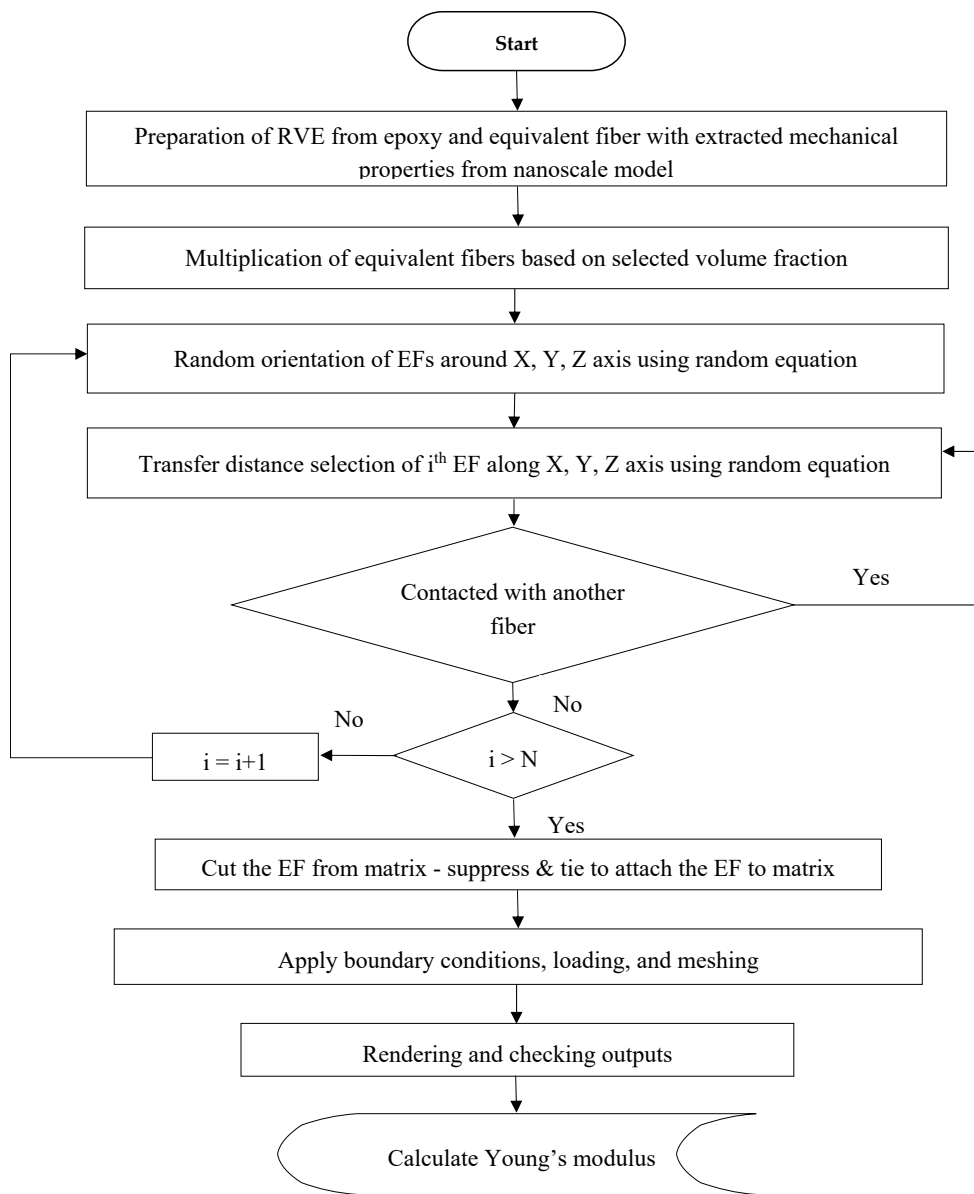 Start
Preparation of RVE from epoxy and equivalent fiber with extracted mechanical
properties from nanoscale model
Multiplication of equivalent fibers based on selected volume fraction
Random orientation of EFs around X, Y, Z axis using random equation
Transfer distance selection of iᵗʰ EF along X, Y, Z axis using random equation
Yes
Contacted with another
fiber
No
No
i = i+1
i > N
Yes
Cut the EF from matrix - suppress & tie to attach the EF to matrix
Apply boundary conditions, loading, and meshing
Rendering and checking outputs
Calculate Young’s modulus